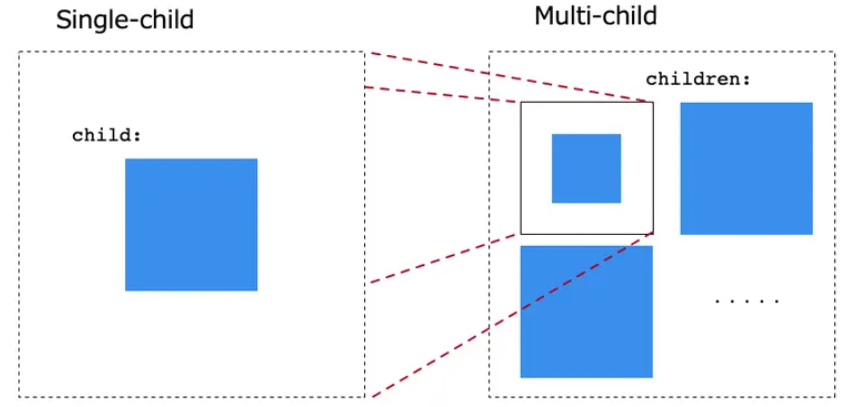 Single-child
Multi-child
child:
children:
.....